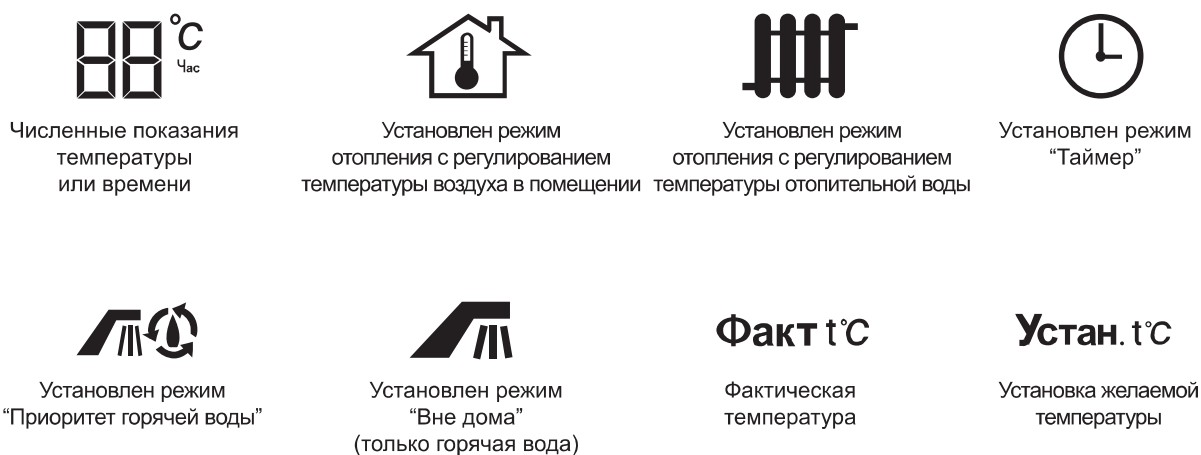 88 °C
Час
Численные показания
температуры
или времени
Установлен режим
отопления с регулированием
температуры воздуха в помещении
Установлен режим
отопления с регулированием
температуры отопительной воды
Установлен режим
“Таймер”
Установлен режим
“Приоритет горячей воды”
Установлен режим
“Вне дома”
(только горячая вода)
Факт t°C
Фактическая
температура
Устан. t°C
Установка желаемой
температуры